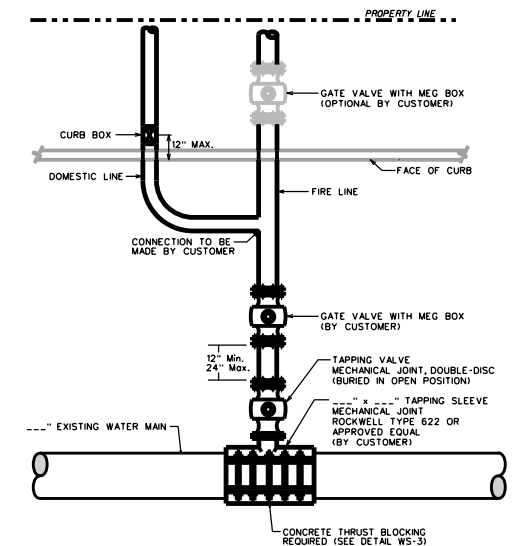 PROPERTY LINE
GATE VALVE WITH MEG BOX
(OPTIONAL BY CUSTOMER)
CURB BOX
12" MAX.
FACE OF CURB
DOMESTIC LINE
FIRE LINE
CONNECTION TO BE
MADE BY CUSTOMER
GATE VALVE WITH MEG BOX
(BY CUSTOMER)
12" Min.
24" Max.
TAPPING VALVE
MECHANICAL JOINT, DOUBLE-DISC
(BURIED IN OPEN POSITION)
___" x ___" TAPPING SLEEVE
MECHANICAL JOINT
ROCKWELL TYPE 622 OR
APPROVED EQUAL
(BY CUSTOMER)
___" EXISTING WATER MAIN
CONCRETE THRUST BLOCKING
REQUIRED (SEE DETAIL WS-3)